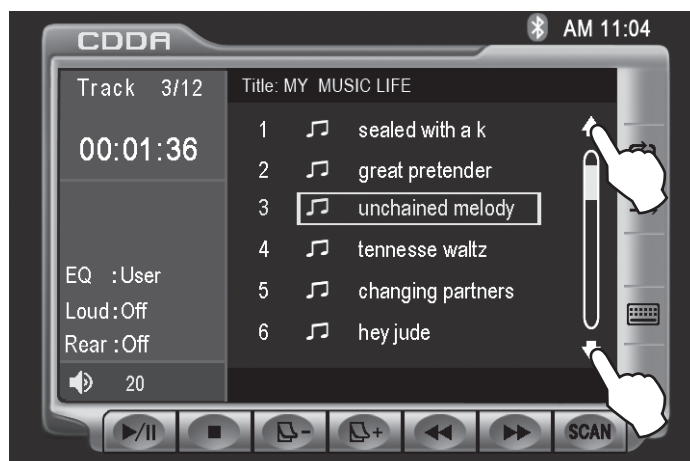 CDDA
AM 11:04
Track 3/12
00:01:36
EQ :User
Loud:Off
Rear :Off
20
Title: MY MUSIC LIFE
1 sealed with a k
2 great pretender
3 unchained melody
4 tennesse waltz
5 changing partners
6 hey jude
- + SCAN